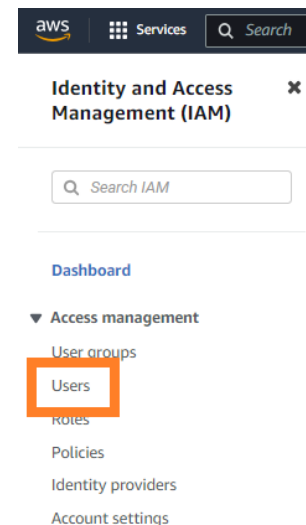 aws
Services
Search
Identity and Access
Management (IAM)
Search IAM
Dashboard
Access management
User groups
Users
Roles
Policies
Identity providers
Account settings